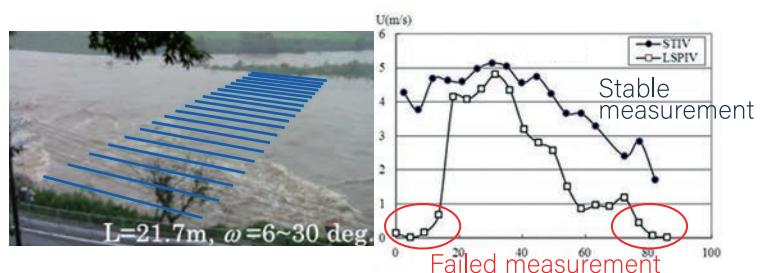 L=21.7m, ω=6~30 deg.
U(m/s)
6
5
4
3
2
1
0
0 20 40 60 80 100
STIV
LSPIV
Stable
measurement
Failed measurement